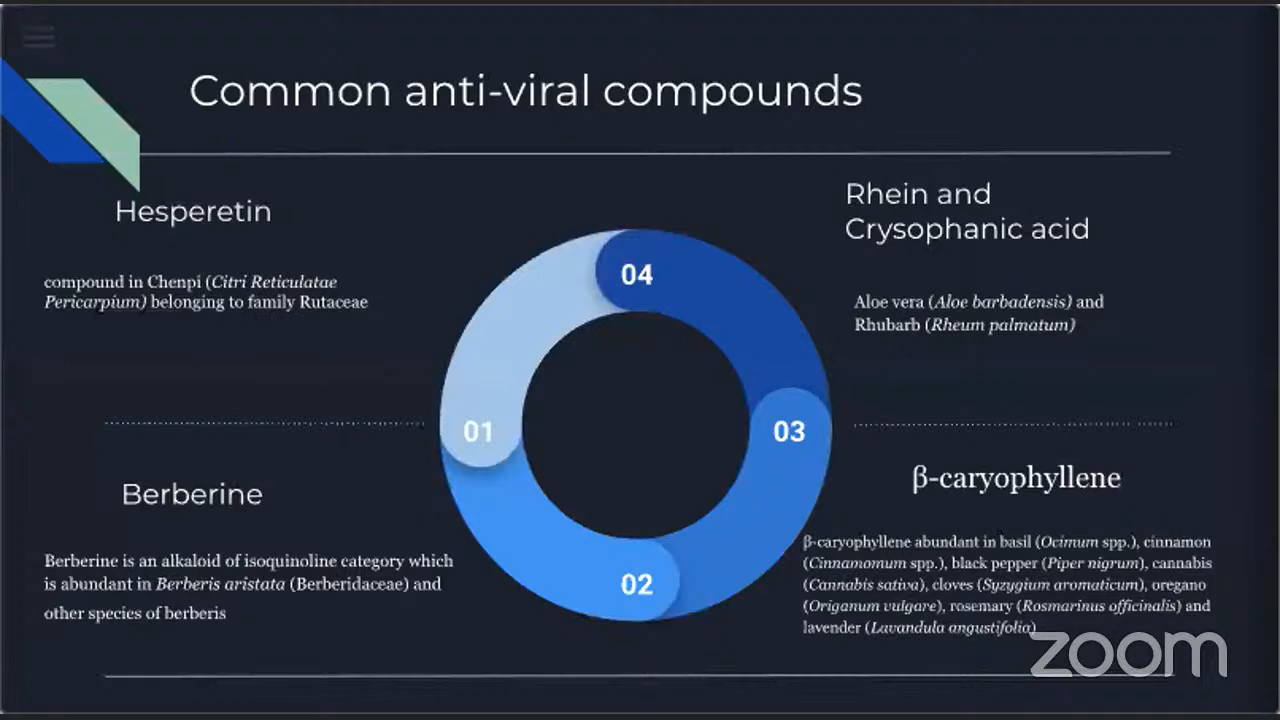 Common anti-viral compounds
Hesperetin
compound in Chenpi (Citri Reticulatae
Pericarpium) belonging to family Rutaceae
Rhein and
Crysophanic acid
Aloe vera (Aloe barbadensis) and
Rhubarb (Rheum palmatum)
04
01
03
02
Berberine
Berberine is an alkaloid of isoquinoline category which
is abundant in Berberis aristata (Berberidaceae) and
other species of berberis
β-caryophyllene
β-caryophyllene abundant in basil (Ocimum spp.), cinnamon
(Cinnamomum spp.), black pepper (Piper nigrum), cannabis
(Cannabis sativa), cloves (Syzygium aromaticum), oregano
(Origanum vulgare), rosemary (Rosmarinus officinalis) and
lavender (Lavandula angustifolia)
zoom